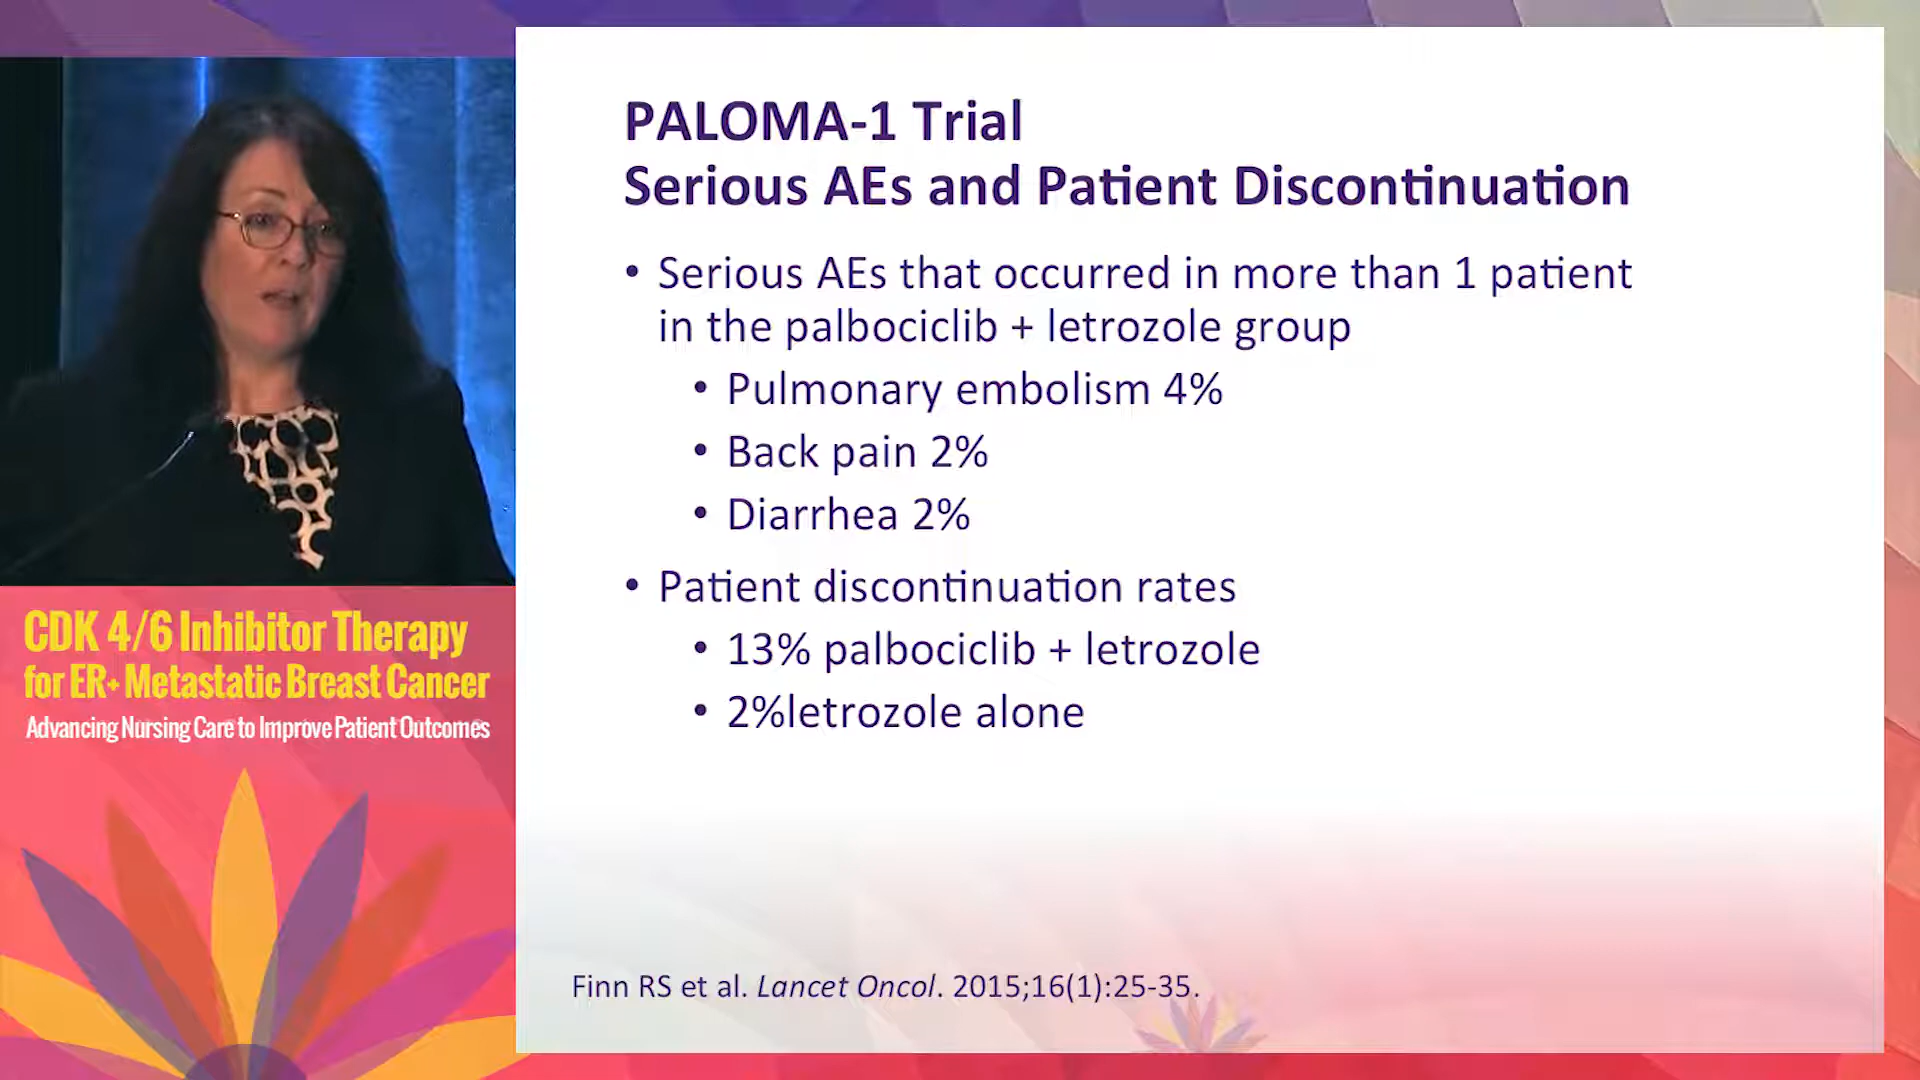 PALOMA-1 Trial
Serious AEs and Patient Discontinuation
• Serious AEs that occurred in more than 1 patient
in the palbociclib + letrozole group
• Pulmonary embolism 4%
• Back pain 2%
• Diarrhea 2%
• Patient discontinuation rates
• 13% palbociclib + letrozole
• 2%letrozole alone
Finn RS et al. Lancet Oncol. 2015;16(1):25-35.
CDK 4/6 Inhibitor Therapy
for ER+ Metastatic Breast Cancer
Advancing Nursing Care to Improve Patient Outcomes